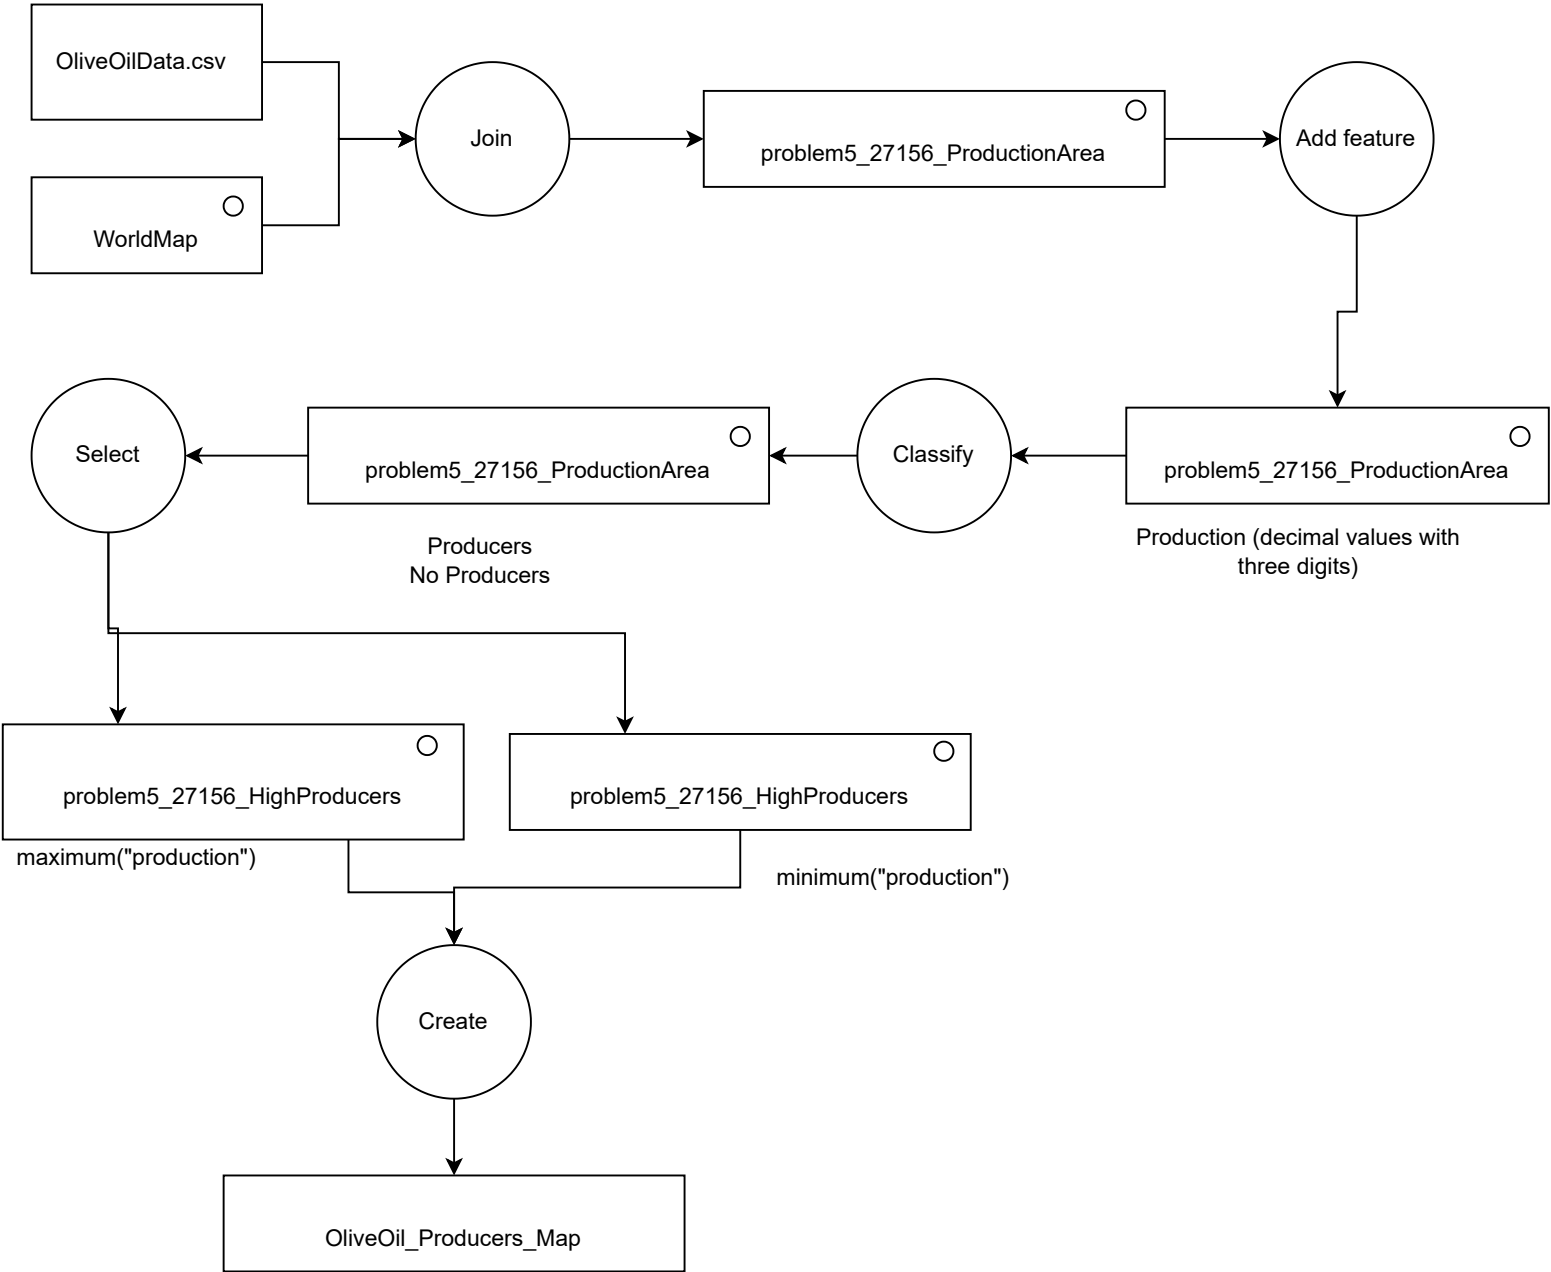 OliveOilData.csv
WorldMap
Join
problem5_27156_ProductionArea
Add feature
Select
problem5_27156_ProductionArea
Classify
problem5_27156_ProductionArea
Producers
No Producers
Production (decimal values with
three digits)
problem5_27156_HighProducers
problem5_27156_HighProducers
maximum("production")
minimum("production")
Create
OliveOil_Producers_Map